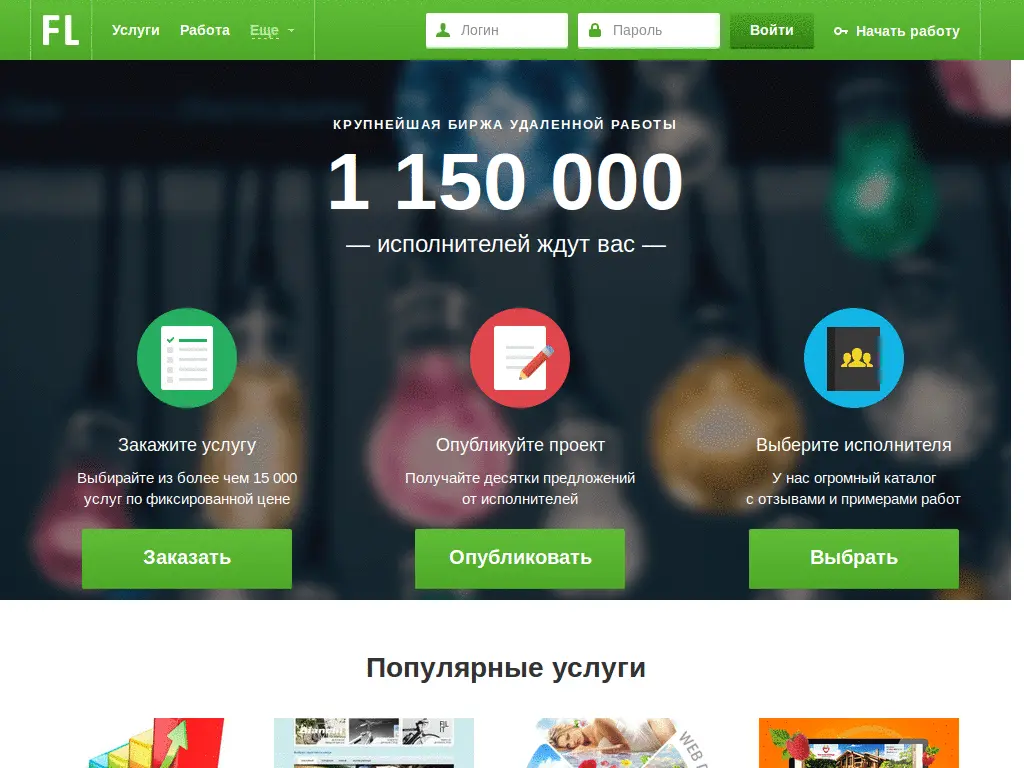 FL
Услуги
Работа
Еще
Логин
Пароль
Войти
Начать работу
КРУПНЕЙШАЯ БИРЖА УДАЛЕННОЙ РАБОТЫ
1 150 000
— исполнителей ждут вас —
Закажите услугу
Выбирайте из более чем 15 000
услуг по фиксированной цене
Заказать
Опубликуйте проект
Получайте десятки предложений
от исполнителей
Опубликовать
Выберите исполнителя
У нас огромный каталог
с отзывами и примерами работ
Выбрать
Популярные услуги
Bianchi
WEB